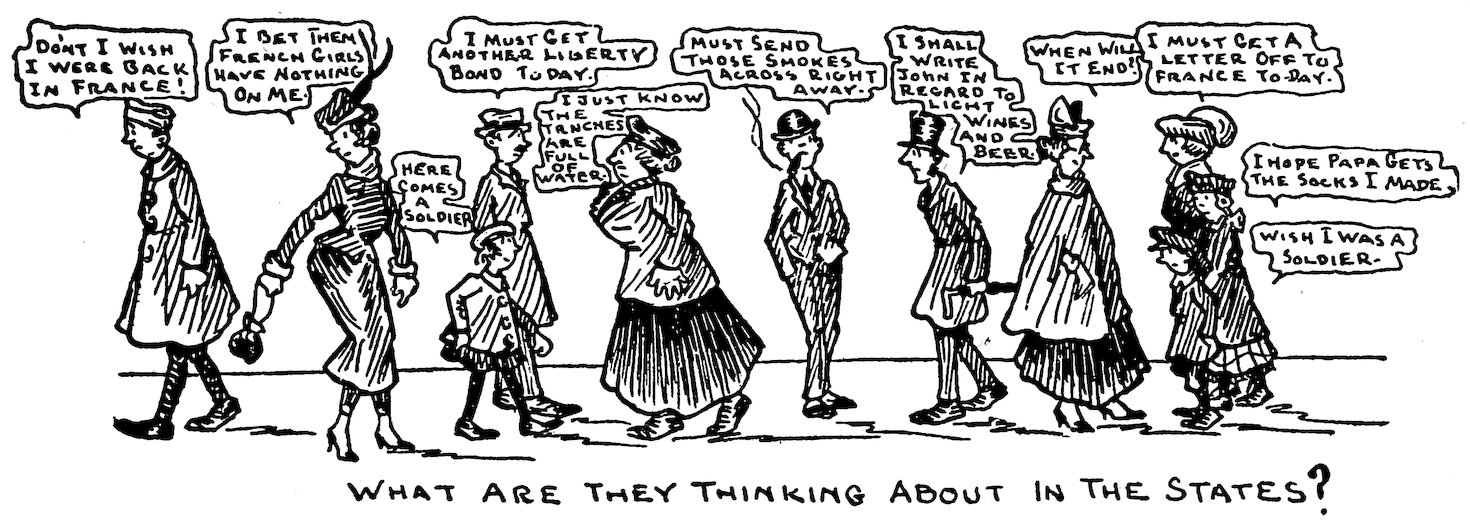 DON'T I WISH
I WERE BACK
IN FRANCE!
I BET THEM
FRENCH GIRLS
HAVE NOTHING
ON ME.
HERE
COMES
A
SOLDIER
I MUST GET
ANOTHER LIBERTY
BOND TODAY.
I JUST KNOW
THE
TRNCHES
ARE
FULL
OF
WATER.
MUST SEND
THOSE SMOKES
ACROSS RIGHT
AWAY.
I SHALL
WRITE
JOHN IN
REGARD TO
LIGHT
WINES
AND
BEER.
WHEN WILL
IT END?
I MUST GET A
LETTER OFF TO
FRANCE TO-DAY.
I HOPE PAPA GETS
THE SOCKS I MADE,
WISH I WAS A
SOLDIER.
WHAT ARE THEY THINKING ABOUT IN THE STATES?